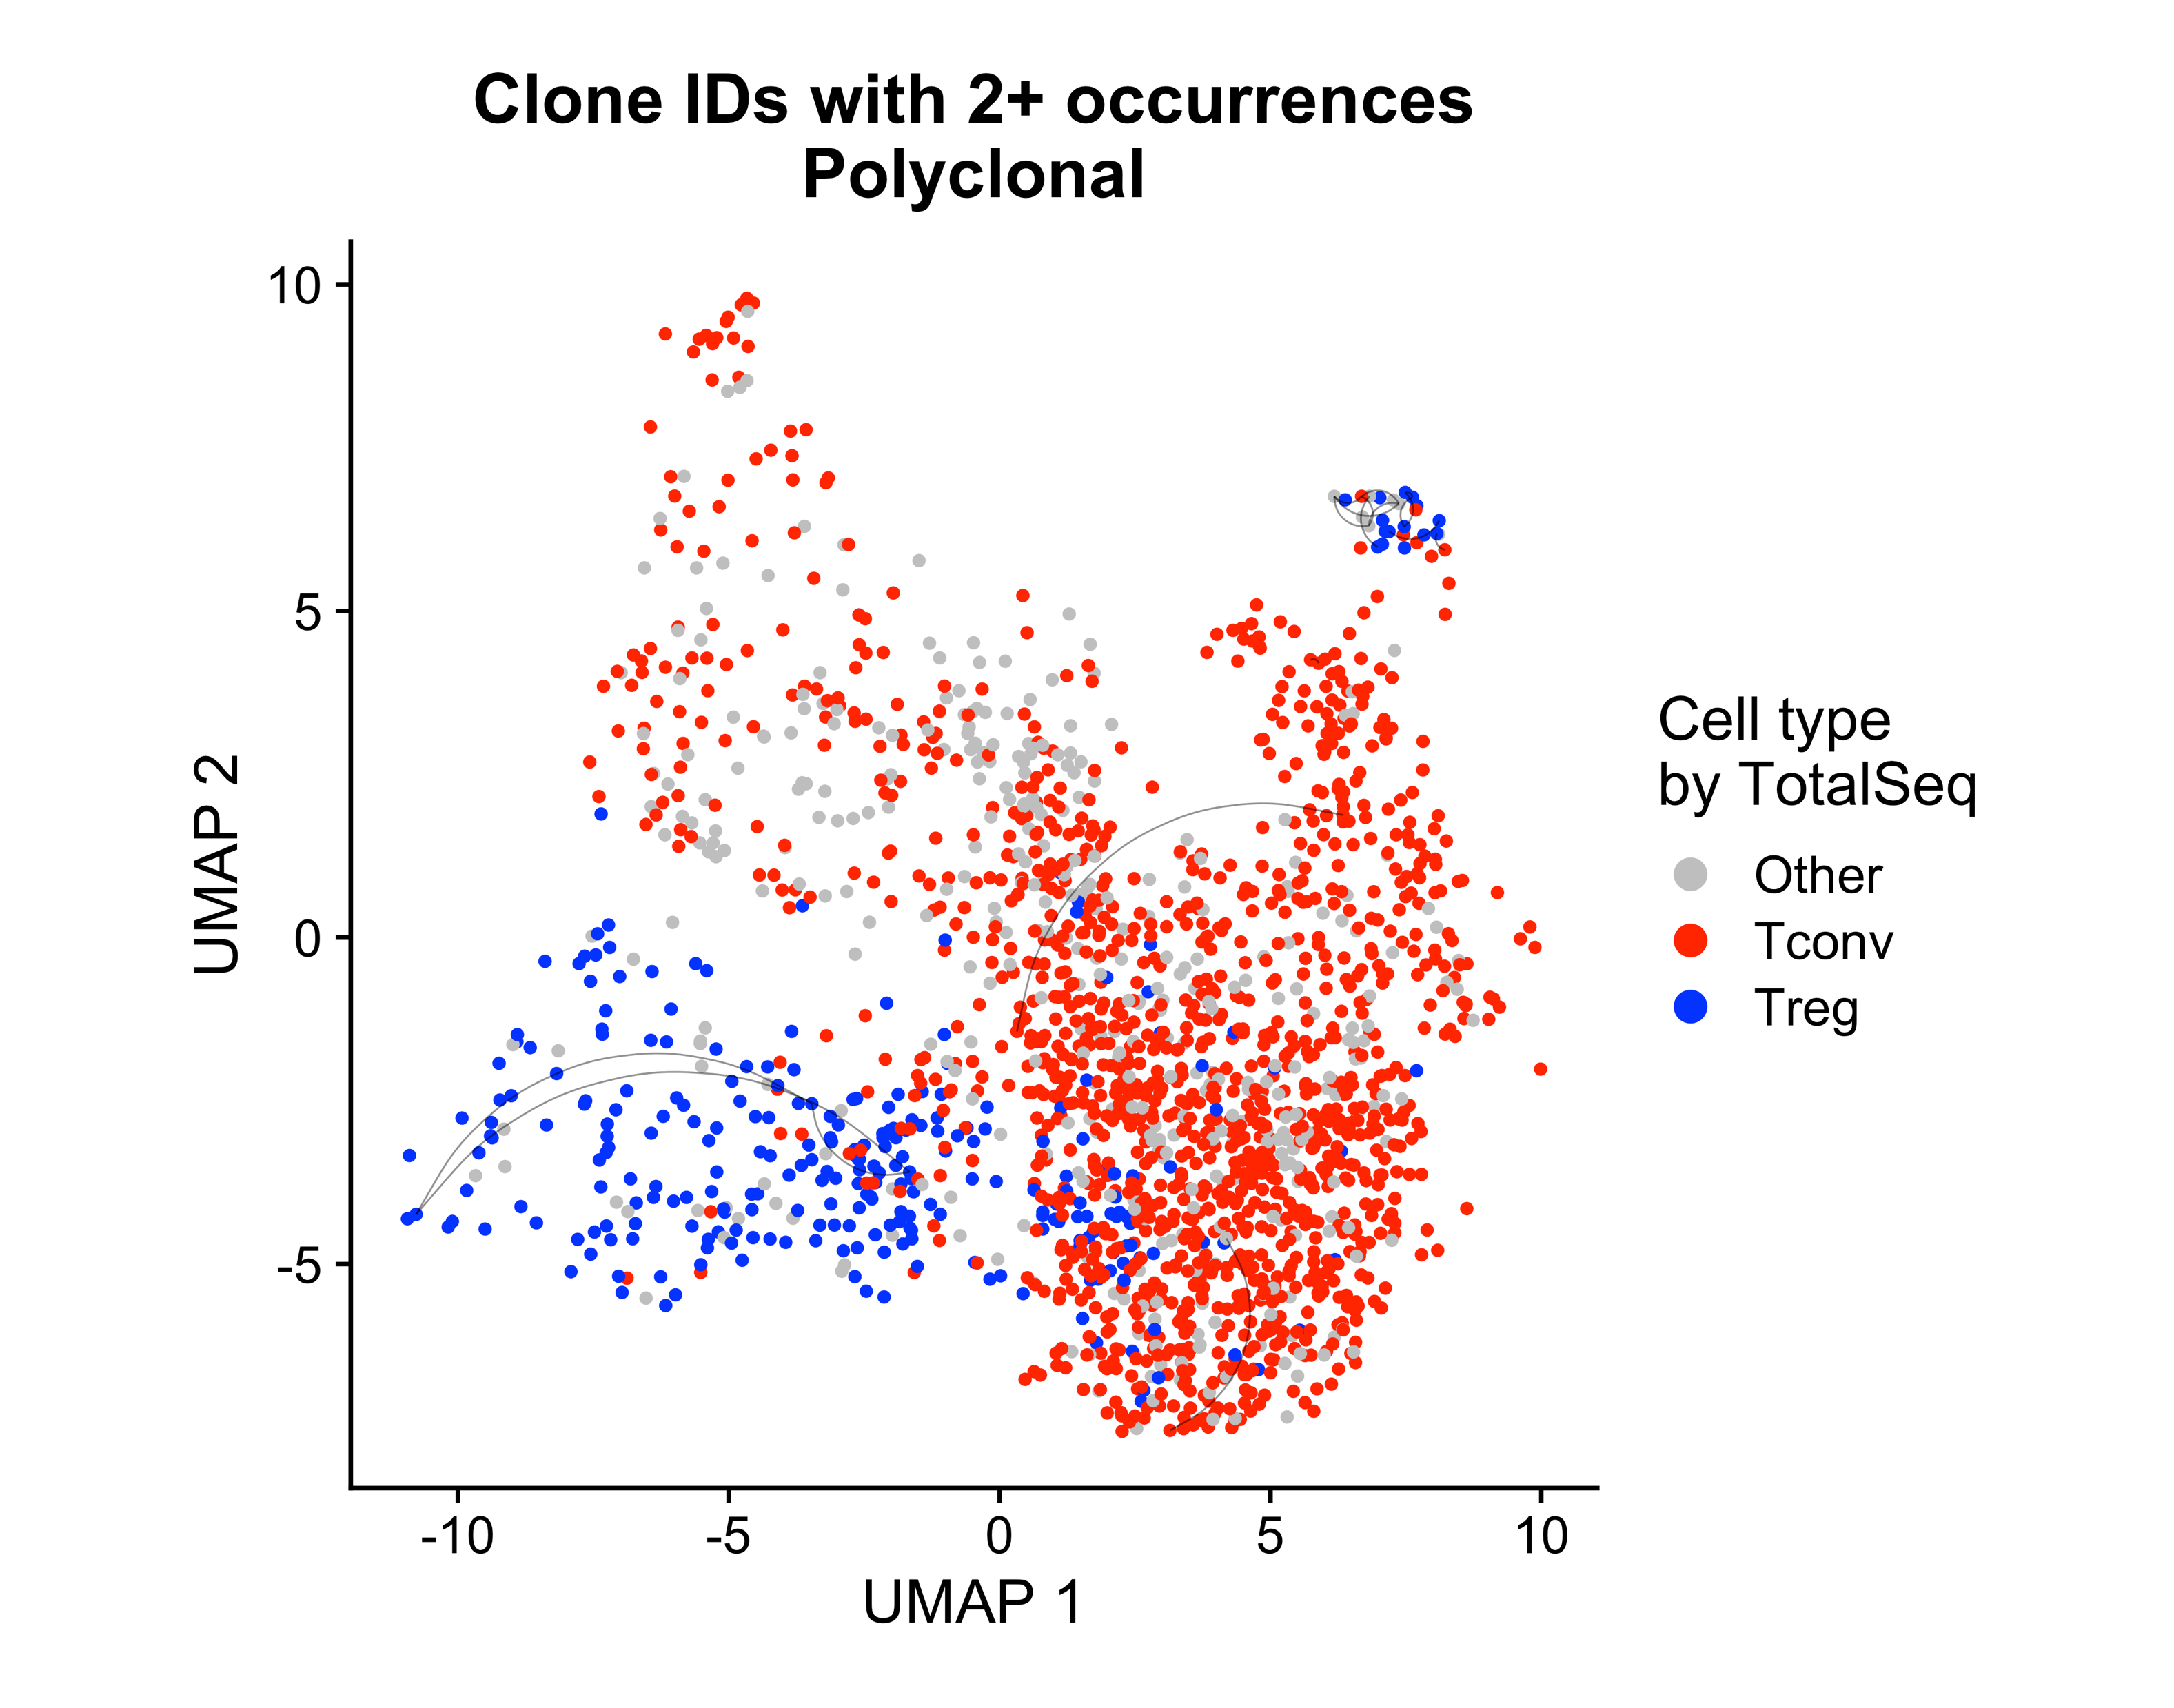 Clone IDs with 2+ occurrences
Polyclonal
10
5
0
-5
UMAP 2
-10
-5
0
5
10
UMAP 1
Cell type
by TotalSeq
Other
Tconv
Treg